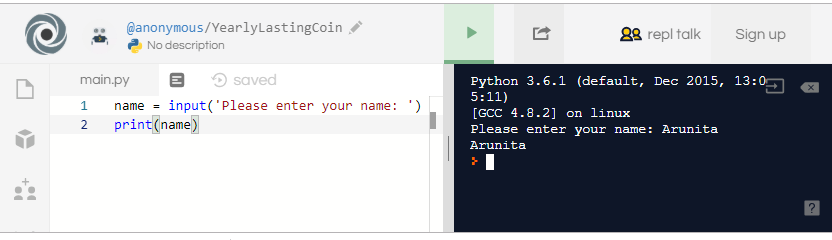 @anonymous/YearlyLastingCoin
No description
repl talk
Sign up
main.py
saved
1 name = input('Please enter your name: ')
2 print(name)
Python 3.6.1 (default, Dec 2015, 13:0
5:11)
[GCC 4.8.2] on linux
Please enter your name: Arunita
Arunita
?